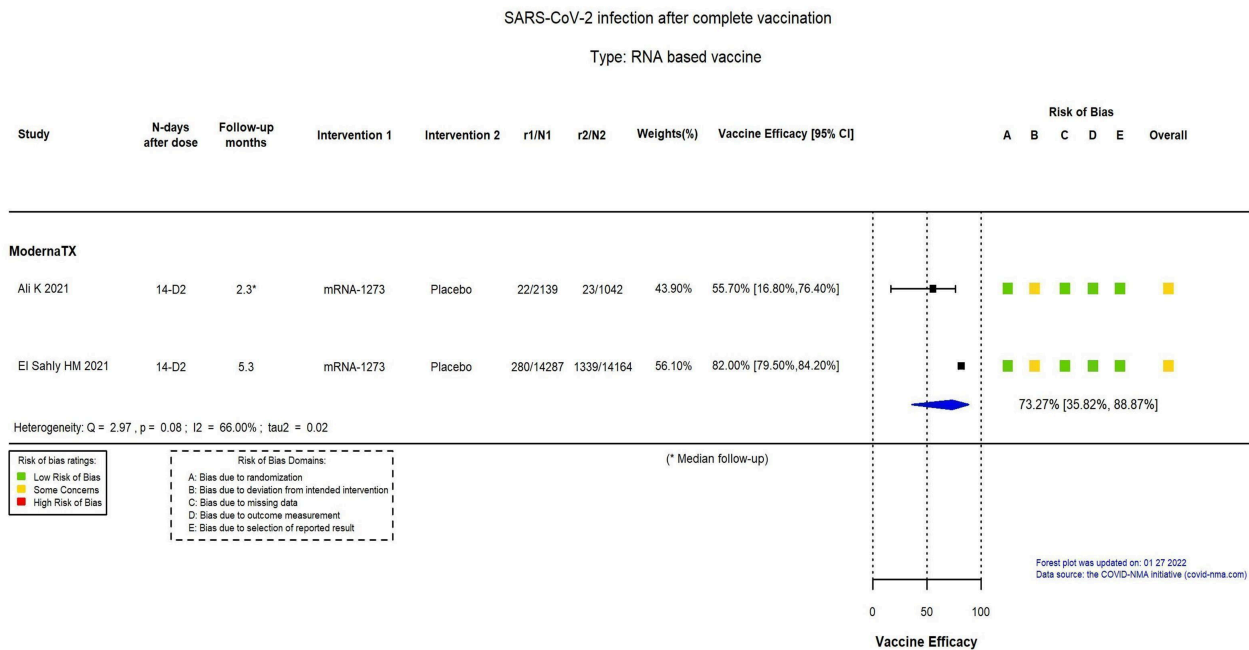 SARS-CoV-2 infection after complete vaccination
Type: RNA based vaccine
Risk of Bias
Study N-days after dose Follow-up months Intervention 1 Intervention 2 r1/N1 r2/N2 Weights(%) Vaccine Efficacy [95% CI] A B C D E Overall
ModernaTX
Ali K 2021 14-D2 2.3* mRNA-1273 Placebo 22/2139 23/1042 43.90% 55.70% [16.80%,76.40%]
El Sahly HM 2021 14-D2 5.3 mRNA-1273 Placebo 280/14287 1339/14164 56.10% 82.00% [79.50%,84.20%]
73.27% [35.82%, 88.87%]
Heterogeneity: Q = 2.97 , p = 0.08 ; I2 = 66.00% ; tau2 = 0.02
(* Median follow-up)
Risk of bias ratings:
Low Risk of Bias
Some Concerns
High Risk of Bias
Risk of Bias Domains:
A: Bias due to randomization
B: Bias due to deviation from intended intervention
C: Bias due to missing data
D: Bias due to outcome measurement
E: Bias due to selection of reported result
Forest plot was updated on: 01 27 2022
Data source: the COVID-NMA initiative (covid-nma.com)
0 50 100
Vaccine Efficacy